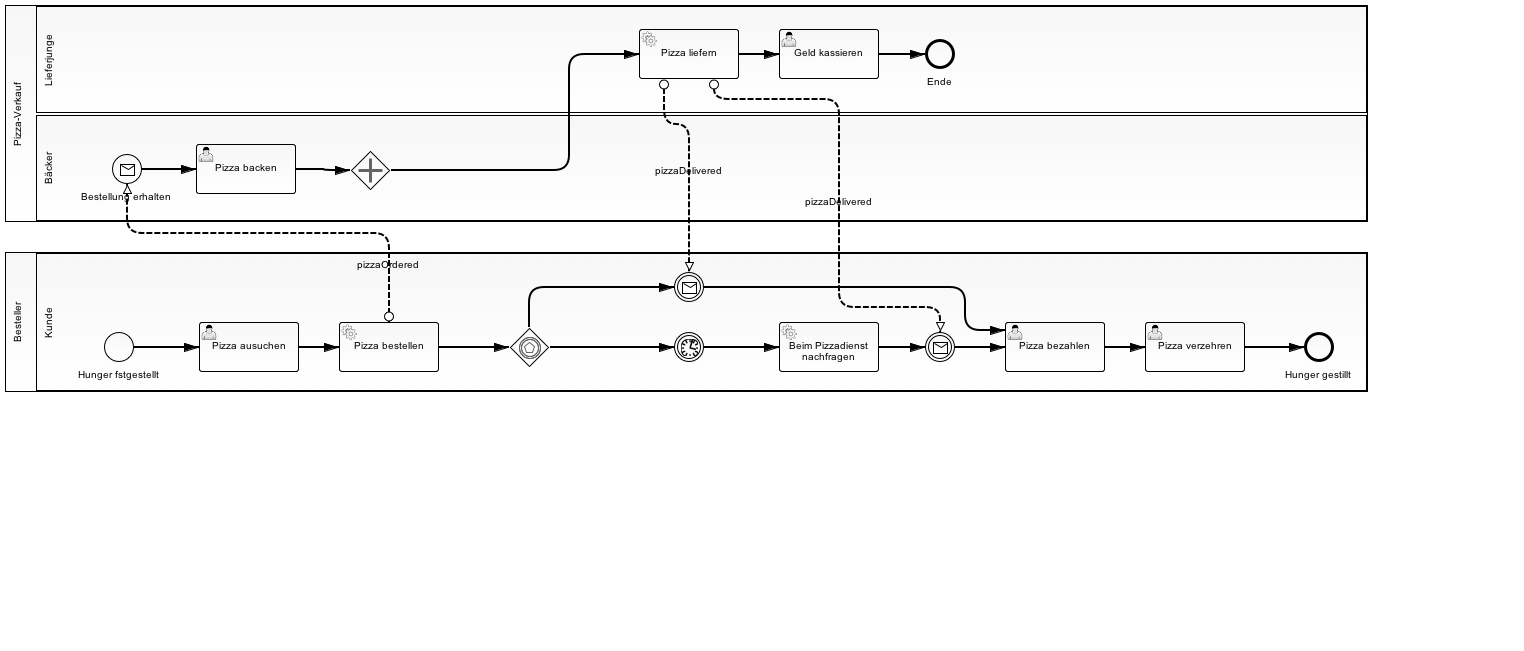 Pizza-Verkauf
Lieferjunge
Pizza liefern
Geld kassieren
Ende
Bäcker
Pizza backen
Bestellung erhalten
pizzaDelivered
pizzaDelivered
Besteller
Kunde
pizzaOrdered
Hunger fstgestellt
Pizza ausuchen
Pizza bestellen
Beim Pizzadienst
nachfragen
Pizza bezahlen
Pizza verzehren
Hunger gestillt